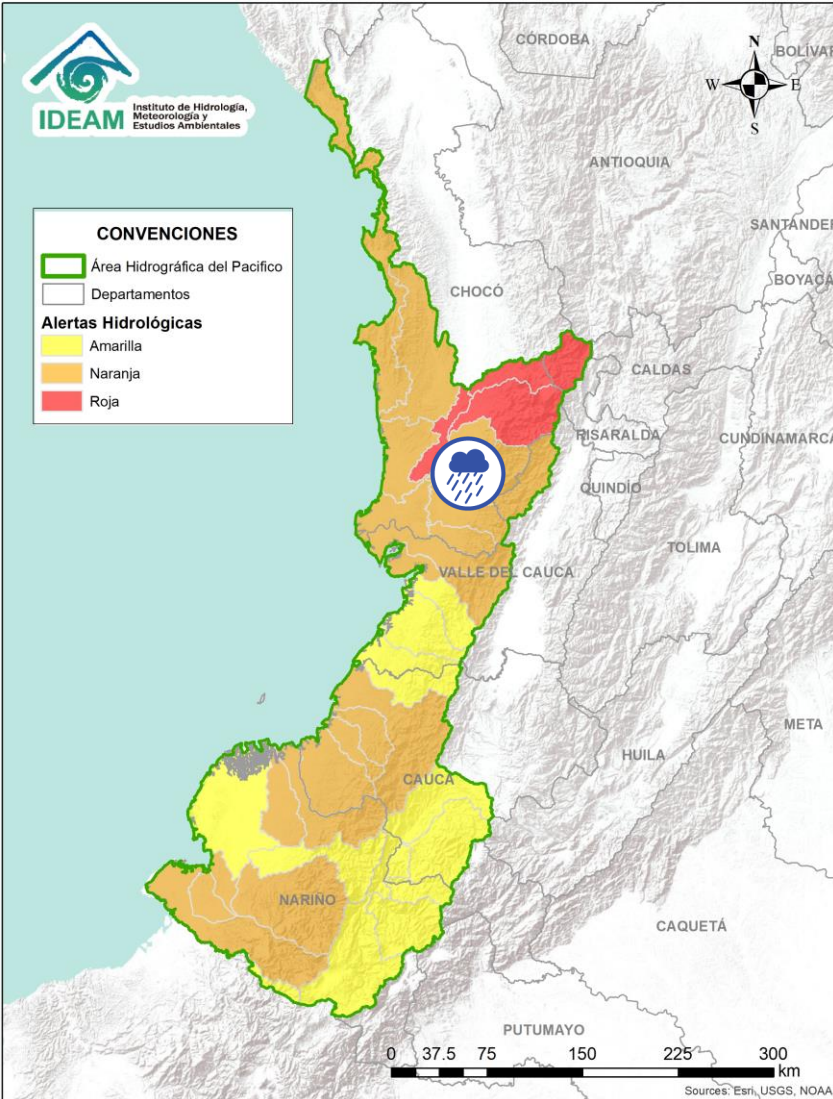 IDEAM
Instituto de Hidrología,
Meteorología y
Estudios Ambientales
CÓRDOBA
BOLÍVAR
N
W
E
S
ANTIOQUIA
SANTANDER
BOYACÁ
CHOCÓ
CONVENCIONES
Área Hidrográfica del Pacifico
Departamentos
Alertas Hidrológicas
Amarilla
Naranja
Roja
CALDAS
RISARALDA
CUNDINAMARCA
QUINDÍO
TOLIMA
VALLE DEL CAUCA
META
HUILA
CAUCA
NARIÑO
CAQUETÁ
PUTUMAYO
0 37.5 75 150 225 300
km
Sources: Esri, USGS, NOAA